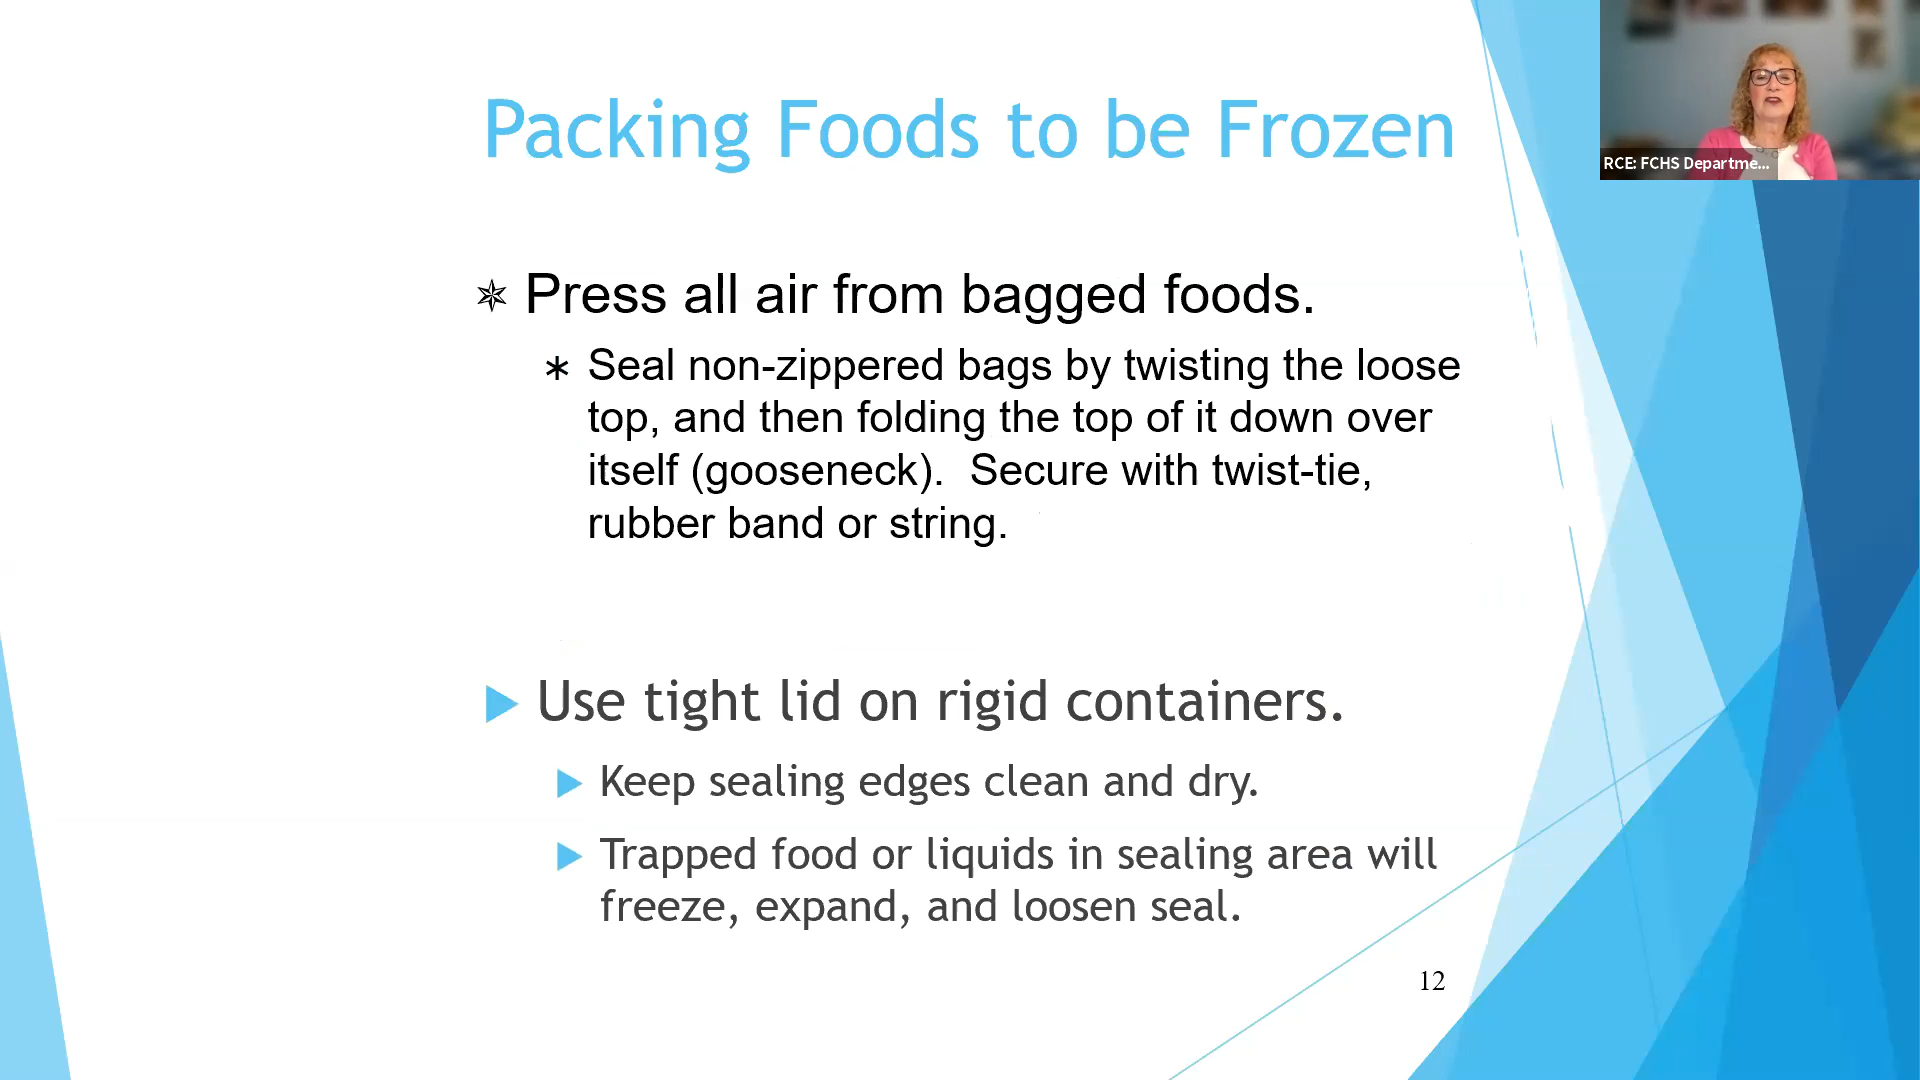 Packing Foods to be Frozen
RCE: FCHS Departme...
Press all air from bagged foods.
Seal non-zippered bags by twisting the loose
top, and then folding the top of it down over
itself (gooseneck).  Secure with twist-tie,
rubber band or string.
Use tight lid on rigid containers.
Keep sealing edges clean and dry.
Trapped food or liquids in sealing area will
freeze, expand, and loosen seal.
12